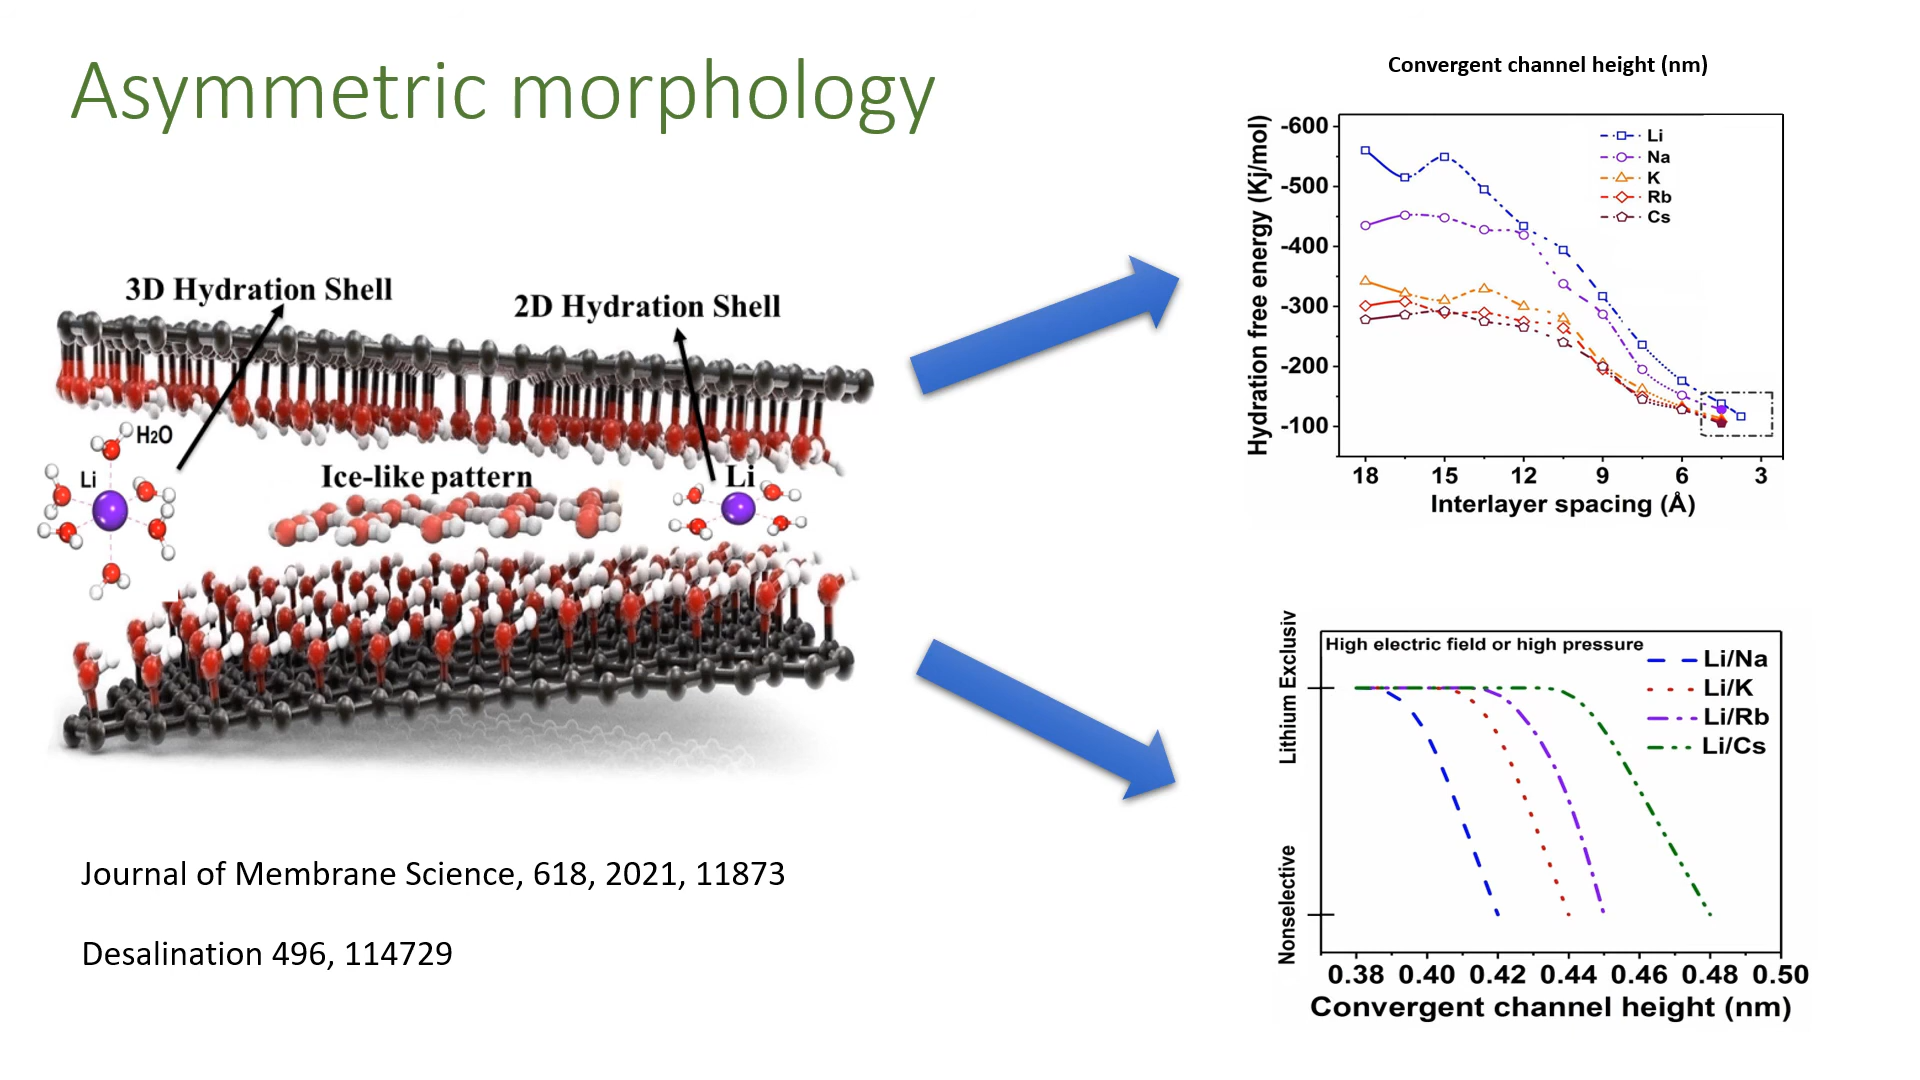 Asymmetric morphology
3D Hydration Shell
2D Hydration Shell
H2O
Li
Ice-like pattern
Li
Journal of Membrane Science, 618, 2021, 11873
Desalination 496, 114729
Convergent channel height (nm)
Hydration free energy (Kj/mol)
-600
-500
-400
-300
-200
-100
Li
Na
K
Rb
Cs
18 15 12 9 6 3
Interlayer spacing (Å)
Lithium Exclusiv
Nonselective
High electric field or high pressure
Li/Na
Li/K
Li/Rb
Li/Cs
0.38 0.40 0.42 0.44 0.46 0.48 0.50
Convergent channel height (nm)